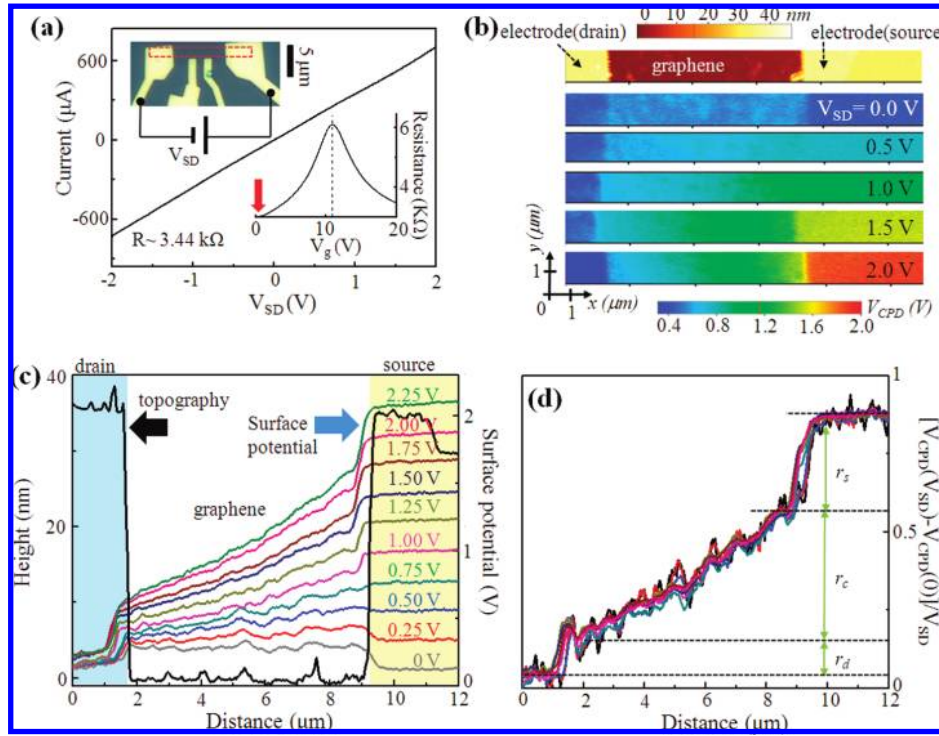 (a)
600
0
-600
Current (μA)
5 μm
V_SD
R~ 3.44 kΩ
6
4
Resistance (KΩ)
0 10 20
V_g (V)
-2 -1 0 1 2
V_SD (V)
(b)
0 10 20 30 40 nm
electrode(drain)
electrode(source
graphene
V_SD= 0.0 V
0.5 V
1.0 V
1.5 V
2.0 V
y (μm)
1
0
1
x (μm)
0.4 0.8 1.2 1.6 2.0
V_CPD (V)
(c)
drain
source
40
20
0
Height (nm)
topography
Surface
potential
graphene
2.25 V
2.00 V
1.75 V
1.50 V
1.25 V
1.00 V
0.75 V
0.50 V
0.25 V
0 V
2
1
0
Surface potential (V)
0 2 4 6 8 10 12
Distance (μm)
(d)
r_s
r_c
r_d
1
0.5
0
[V_CPD(V_SD)-V_CPD(0)]/V_SD
0 2 4 6 8 10 12
Distance (μm)